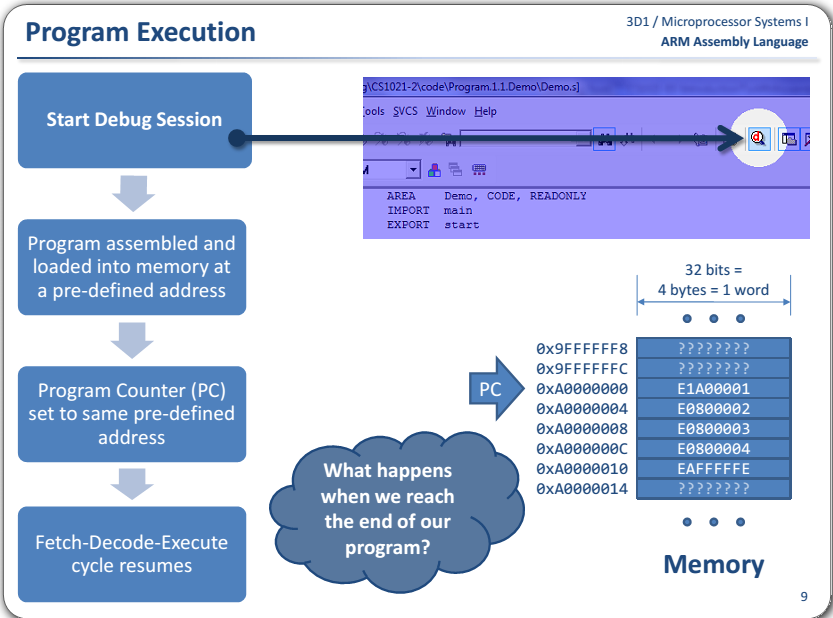 Program Execution
3D1 / Microprocessor Systems I
ARM Assembly Language
Start Debug Session
Program assembled and
loaded into memory at
a pre-defined address
Program Counter (PC)
set to same pre-defined
address
Fetch-Decode-Execute
cycle resumes
g\CS1021-2\code\Program.1.1.Demo\Demo.s]
ools SVCS Window Help
AREA Demo, CODE, READONLY
IMPORT main
EXPORT start
32 bits =
4 bytes = 1 word
0x9FFFFFF8 ????????
0x9FFFFFFC ????????
PC
0xA0000000 E1A00001
0xA0000004 E0800002
0xA0000008 E0800003
0xA000000C E0800004
0xA0000010 EAFFFFFE
0xA0000014 ????????
What happens
when we reach
the end of our
program?
Memory
9